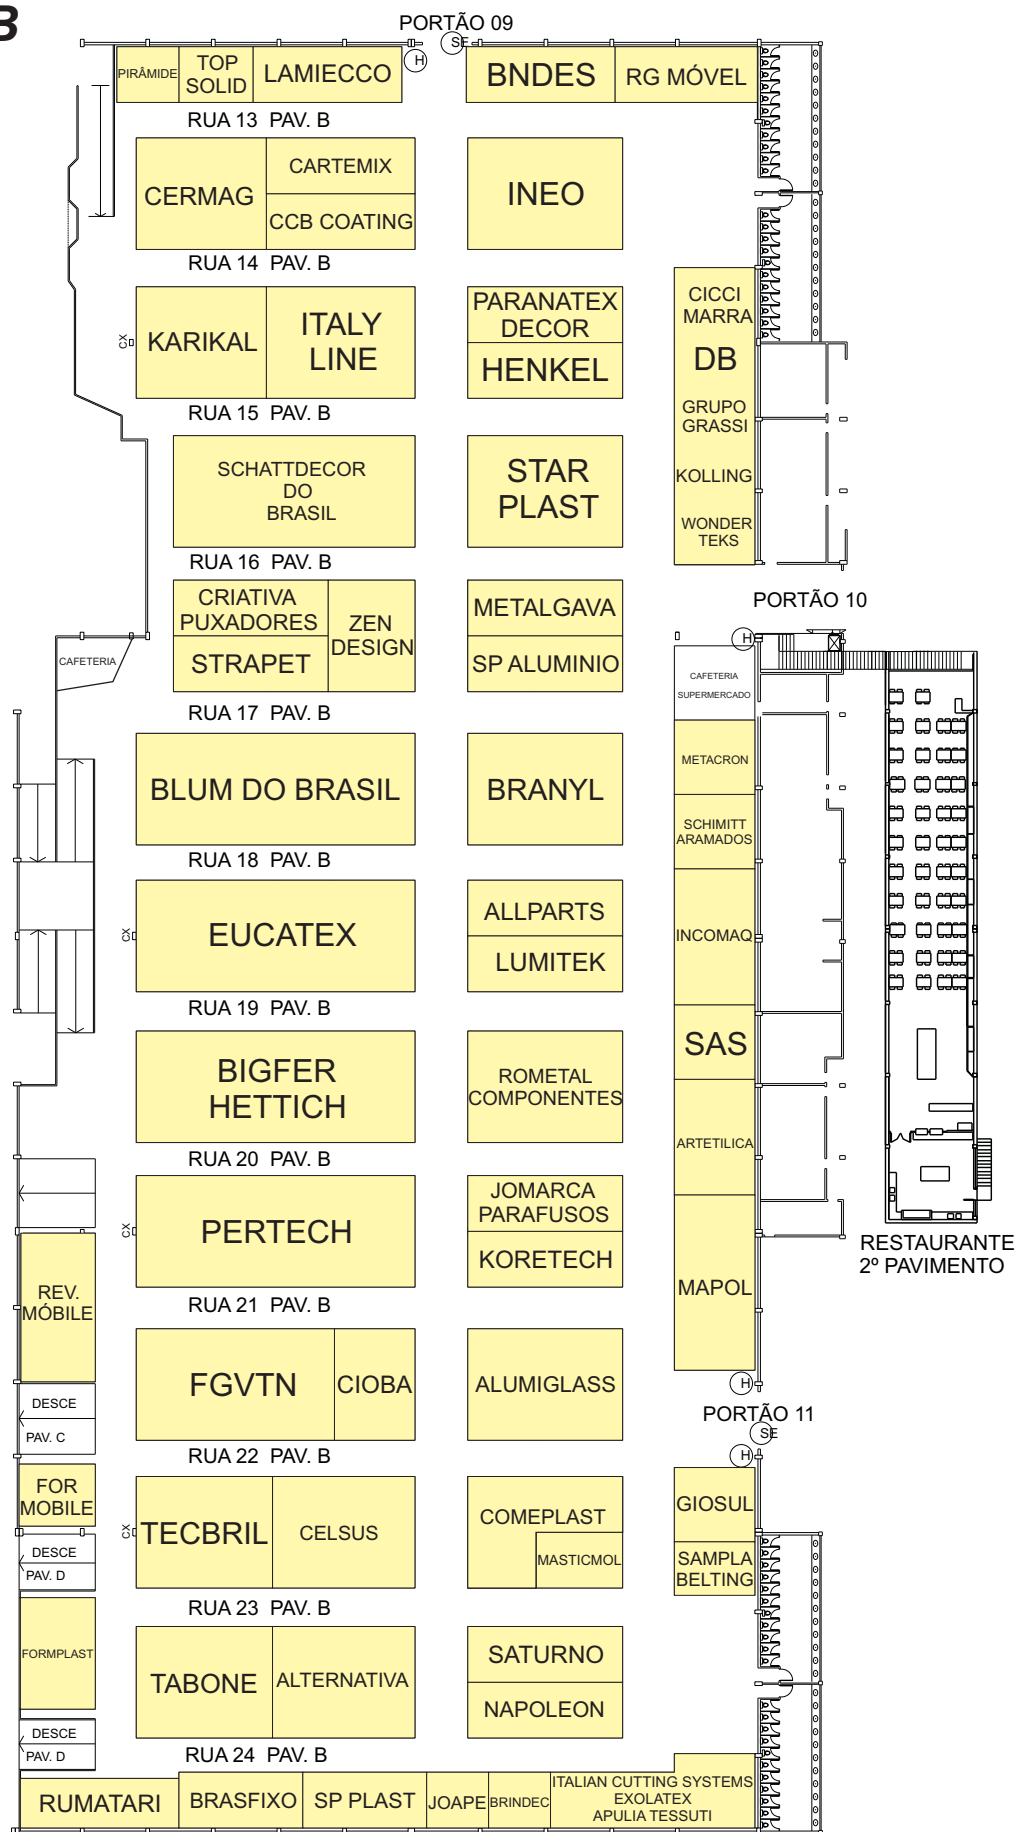 B
PORTÃO 09
SE
H
PIRÂMIDE
TOP
SOLID
LAMIECCO
BNDES
RG MÓVEL
RUA 13 PAV. B
CERMAG
CARTEMIX
CCB COATING
INEO
RUA 14 PAV. B
CX
KARIKAL
ITALY
LINE
PARANATEX
DECOR
HENKEL
CICCI
MARRA
DB
GRUPO
GRASSI
KOLLING
WONDER
TEKS
RUA 15 PAV. B
SCHATTDECOR
DO
BRASIL
STAR
PLAST
RUA 16 PAV. B
PORTÃO 10
H
CRIATIVA
PUXADORES
STRAPET
ZEN
DESIGN
METALGAVA
SP ALUMINIO
CAFETERIA
CAFETERIA
SUPERMERCADO
RUA 17 PAV. B
BLUM DO BRASIL
BRANYL
METACRON
SCHIMITT
ARAMADOS
RUA 18 PAV. B
CX
EUCATEX
ALLPARTS
LUMITEK
INCOMAQ
RUA 19 PAV. B
BIGFER
HETTICH
ROMETAL
COMPONENTES
SAS
ARTETILICA
RUA 20 PAV. B
CX
PERTECH
JOMARCA
PARAFUSOS
KORETECH
MAPOL
RESTAURANTE
2º PAVIMENTO
REV.
MÓBILE
RUA 21 PAV. B
FGVTN
CIOBA
ALUMIGLASS
H
PORTÃO 11
SE
H
DESCE
PAV. C
RUA 22 PAV. B
FOR
MOBILE
CX
TECBRIL
CELSUS
COMEPLAST
MASTICMOL
GIOSUL
SAMPLA
BELTING
DESCE
PAV. D
RUA 23 PAV. B
FORMPLAST
TABONE
ALTERNATIVA
SATURNO
NAPOLEON
DESCE
PAV. D
RUA 24 PAV. B
RUMATARI
BRASFIXO
SP PLAST
JOAPE
BRINDEC
ITALIAN CUTTING SYSTEMS
EXOLATEX
APULIA TESSUTI